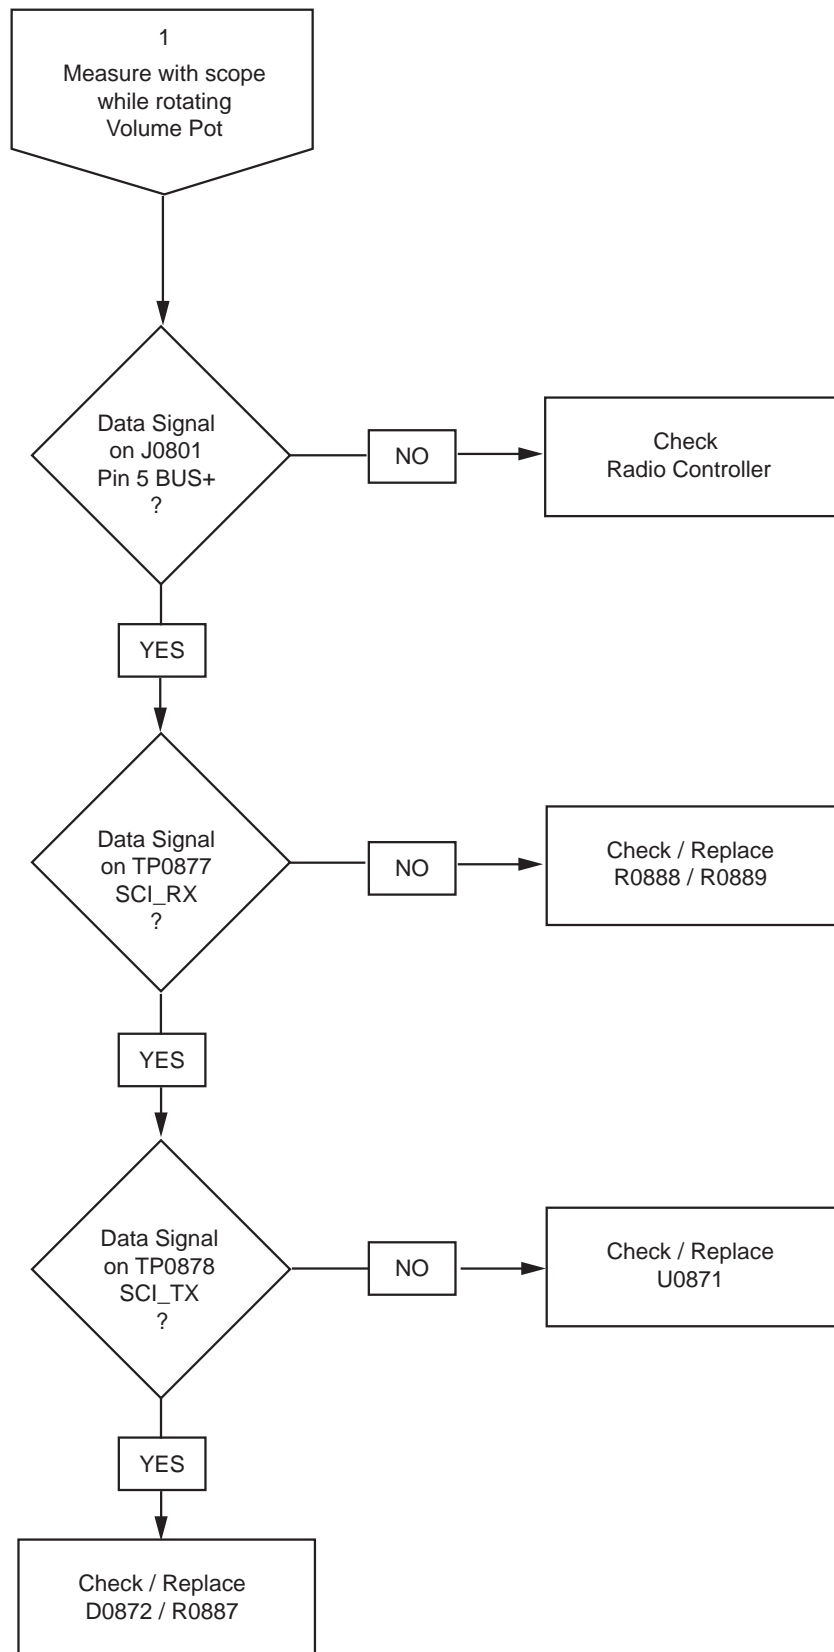 1
Measure with scope
while rotating
Volume Pot
Data Signal
on J0801
Pin 5 BUS+
?
NO
Check
Radio Controller
YES
Data Signal
on TP0877
SCI_RX
?
NO
Check / Replace
R0888 / R0889
YES
Data Signal
on TP0878
SCI_TX
?
NO
Check / Replace
U0871
YES
Check / Replace
D0872 / R0887